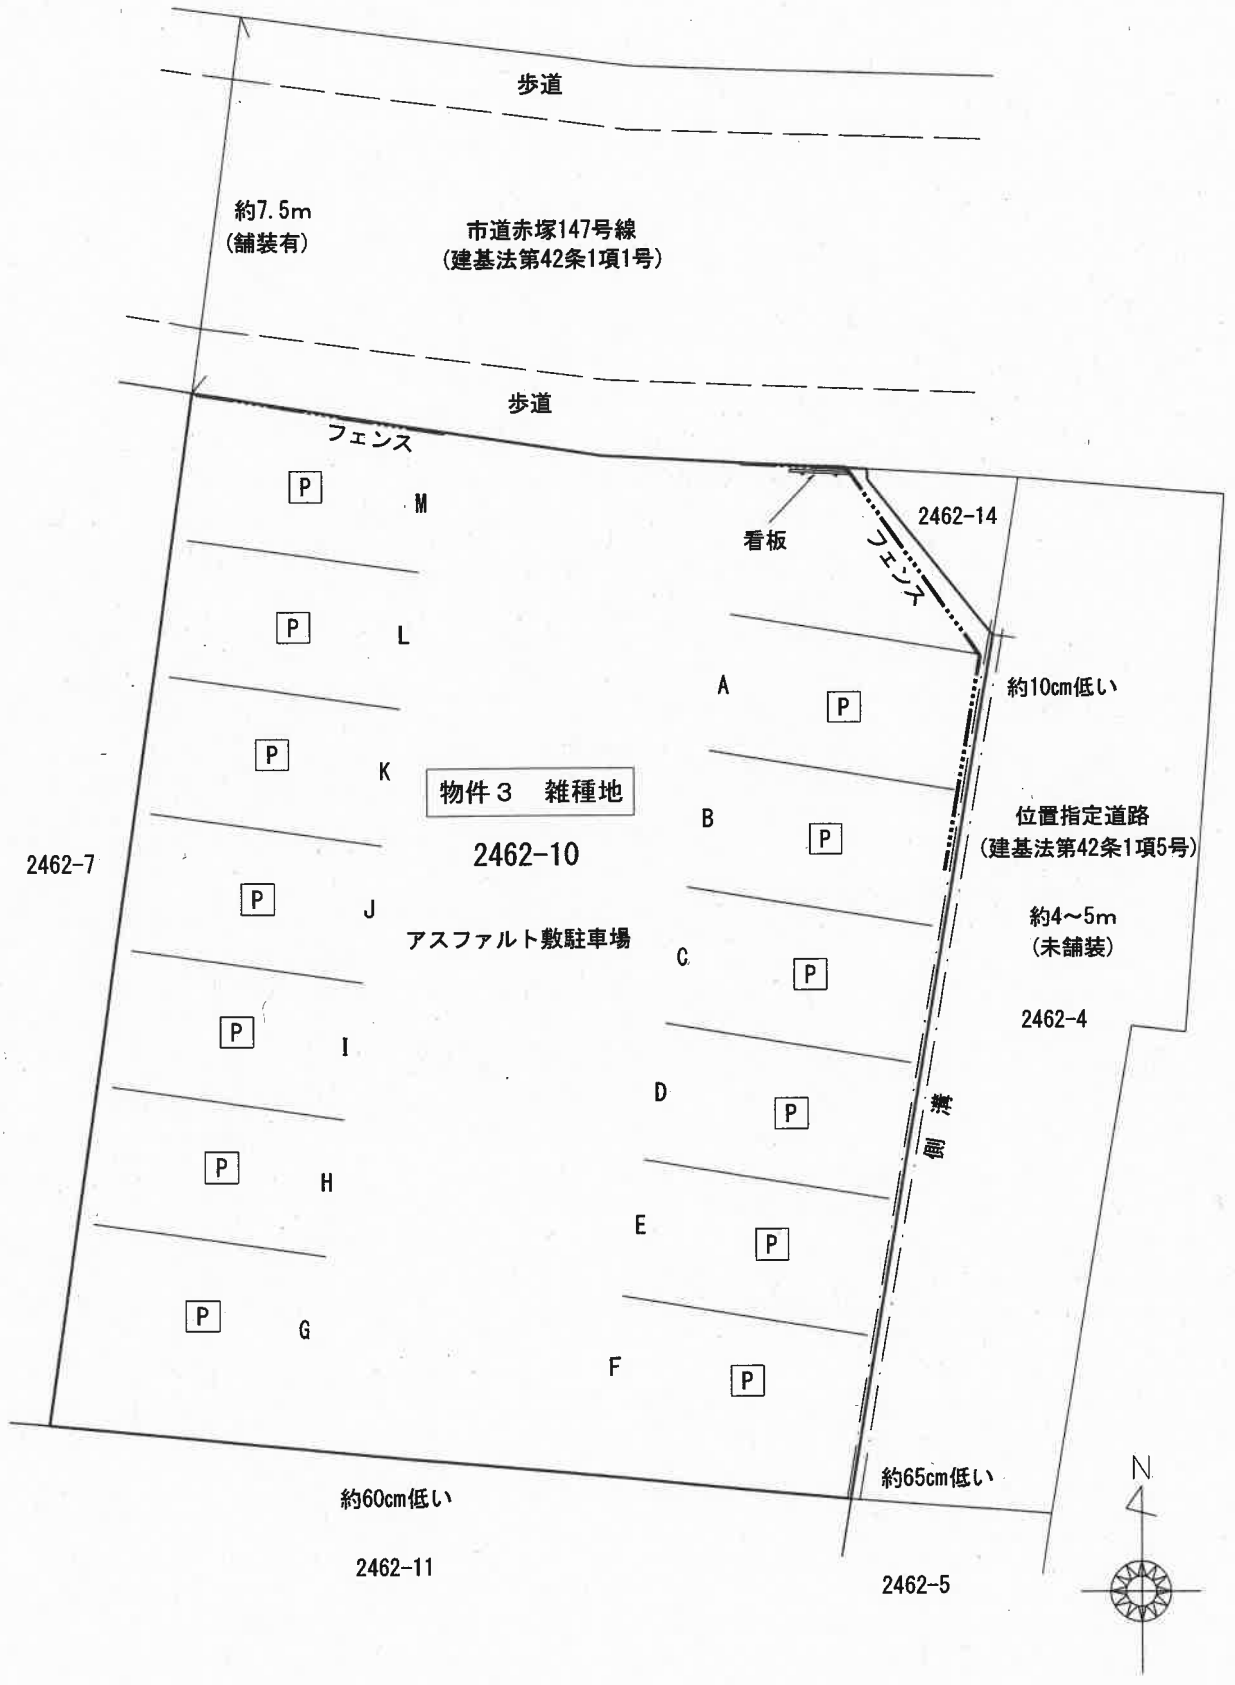 歩道
約7.5m
(舗装有)
市道赤塚147号線
(建基法第42条1項1号)
歩道
フェンス
P
M
看板
フェンス
2462-14
P
L
A
P
約10cm低い
P
K
物件3 雑種地
2462-10
アスファルト敷駐車場
B
P
位置指定道路
(建基法第42条1項5号)
約4~5m
(未舗装)
2462-4
2462-7
P
J
C
P
P
I
D
P
側溝
P
H
E
P
P
G
F
P
約60cm低い
2462-11
約65cm低い
2462-5
N